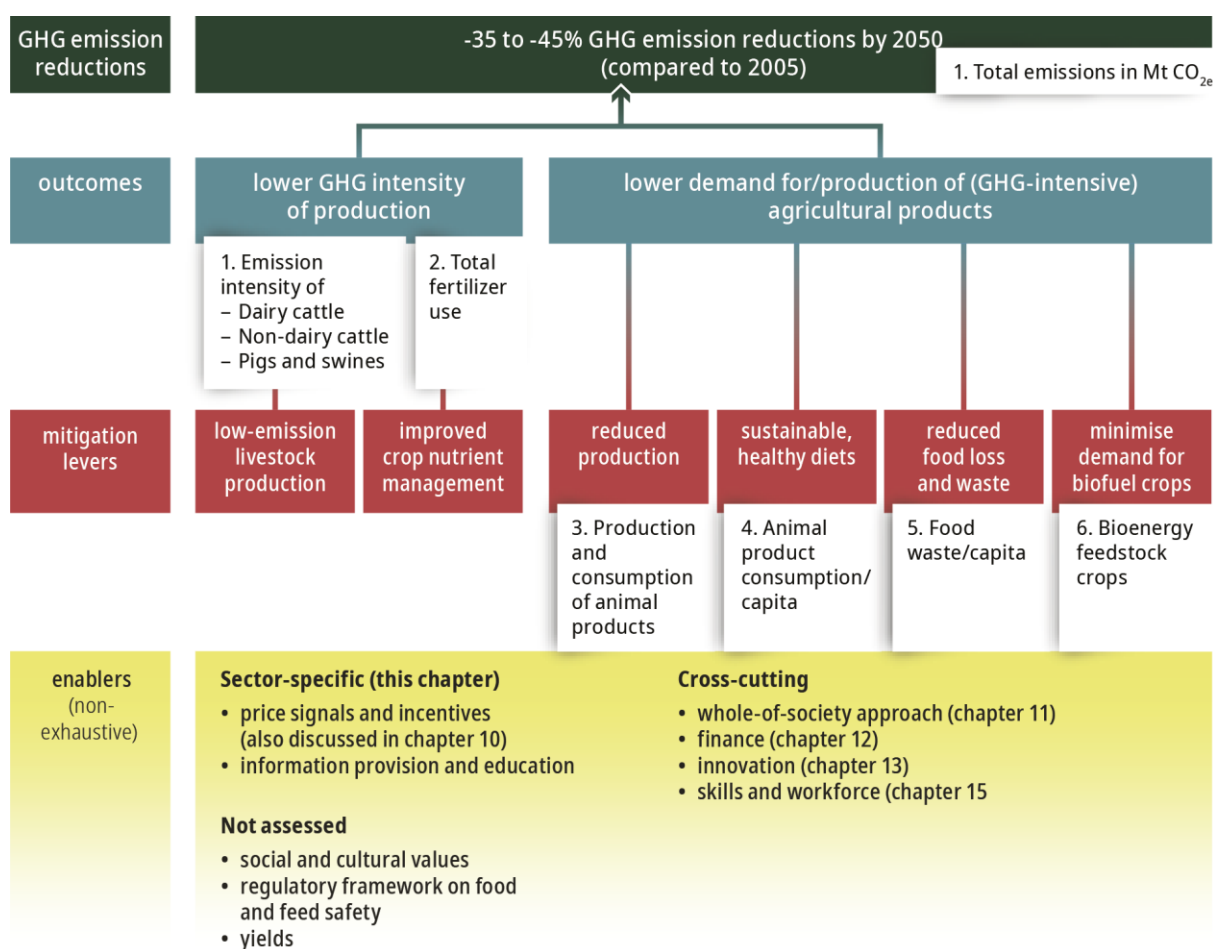 GHG emission
reductions
-35 to -45% GHG emission reductions by 2050
(compared to 2005)
1. Total emissions in Mt CO2e
outcomes
lower GHG intensity
of production
lower demand for/production of (GHG-intensive)
agricultural products
1. Emission
intensity of
– Dairy cattle
– Non-dairy cattle
– Pigs and swines
2. Total
fertilizer
use
mitigation
levers
low-emission
livestock
production
improved
crop nutrient
management
reduced
production
sustainable,
healthy diets
reduced
food loss
and waste
minimise
demand for
biofuel crops
3. Production
and
consumption
of animal
products
4. Animal
product
consumption/
capita
5. Food
waste/capita
6. Bioenergy
feedstock
crops
enablers
(non-
exhaustive)
Sector-specific (this chapter)
• price signals and incentives
(also discussed in chapter 10)
• information provision and education
Not assessed
• social and cultural values
• regulatory framework on food
and feed safety
• yields
Cross-cutting
• whole-of-society approach (chapter 11)
• finance (chapter 12)
• innovation (chapter 13)
• skills and workforce (chapter 15